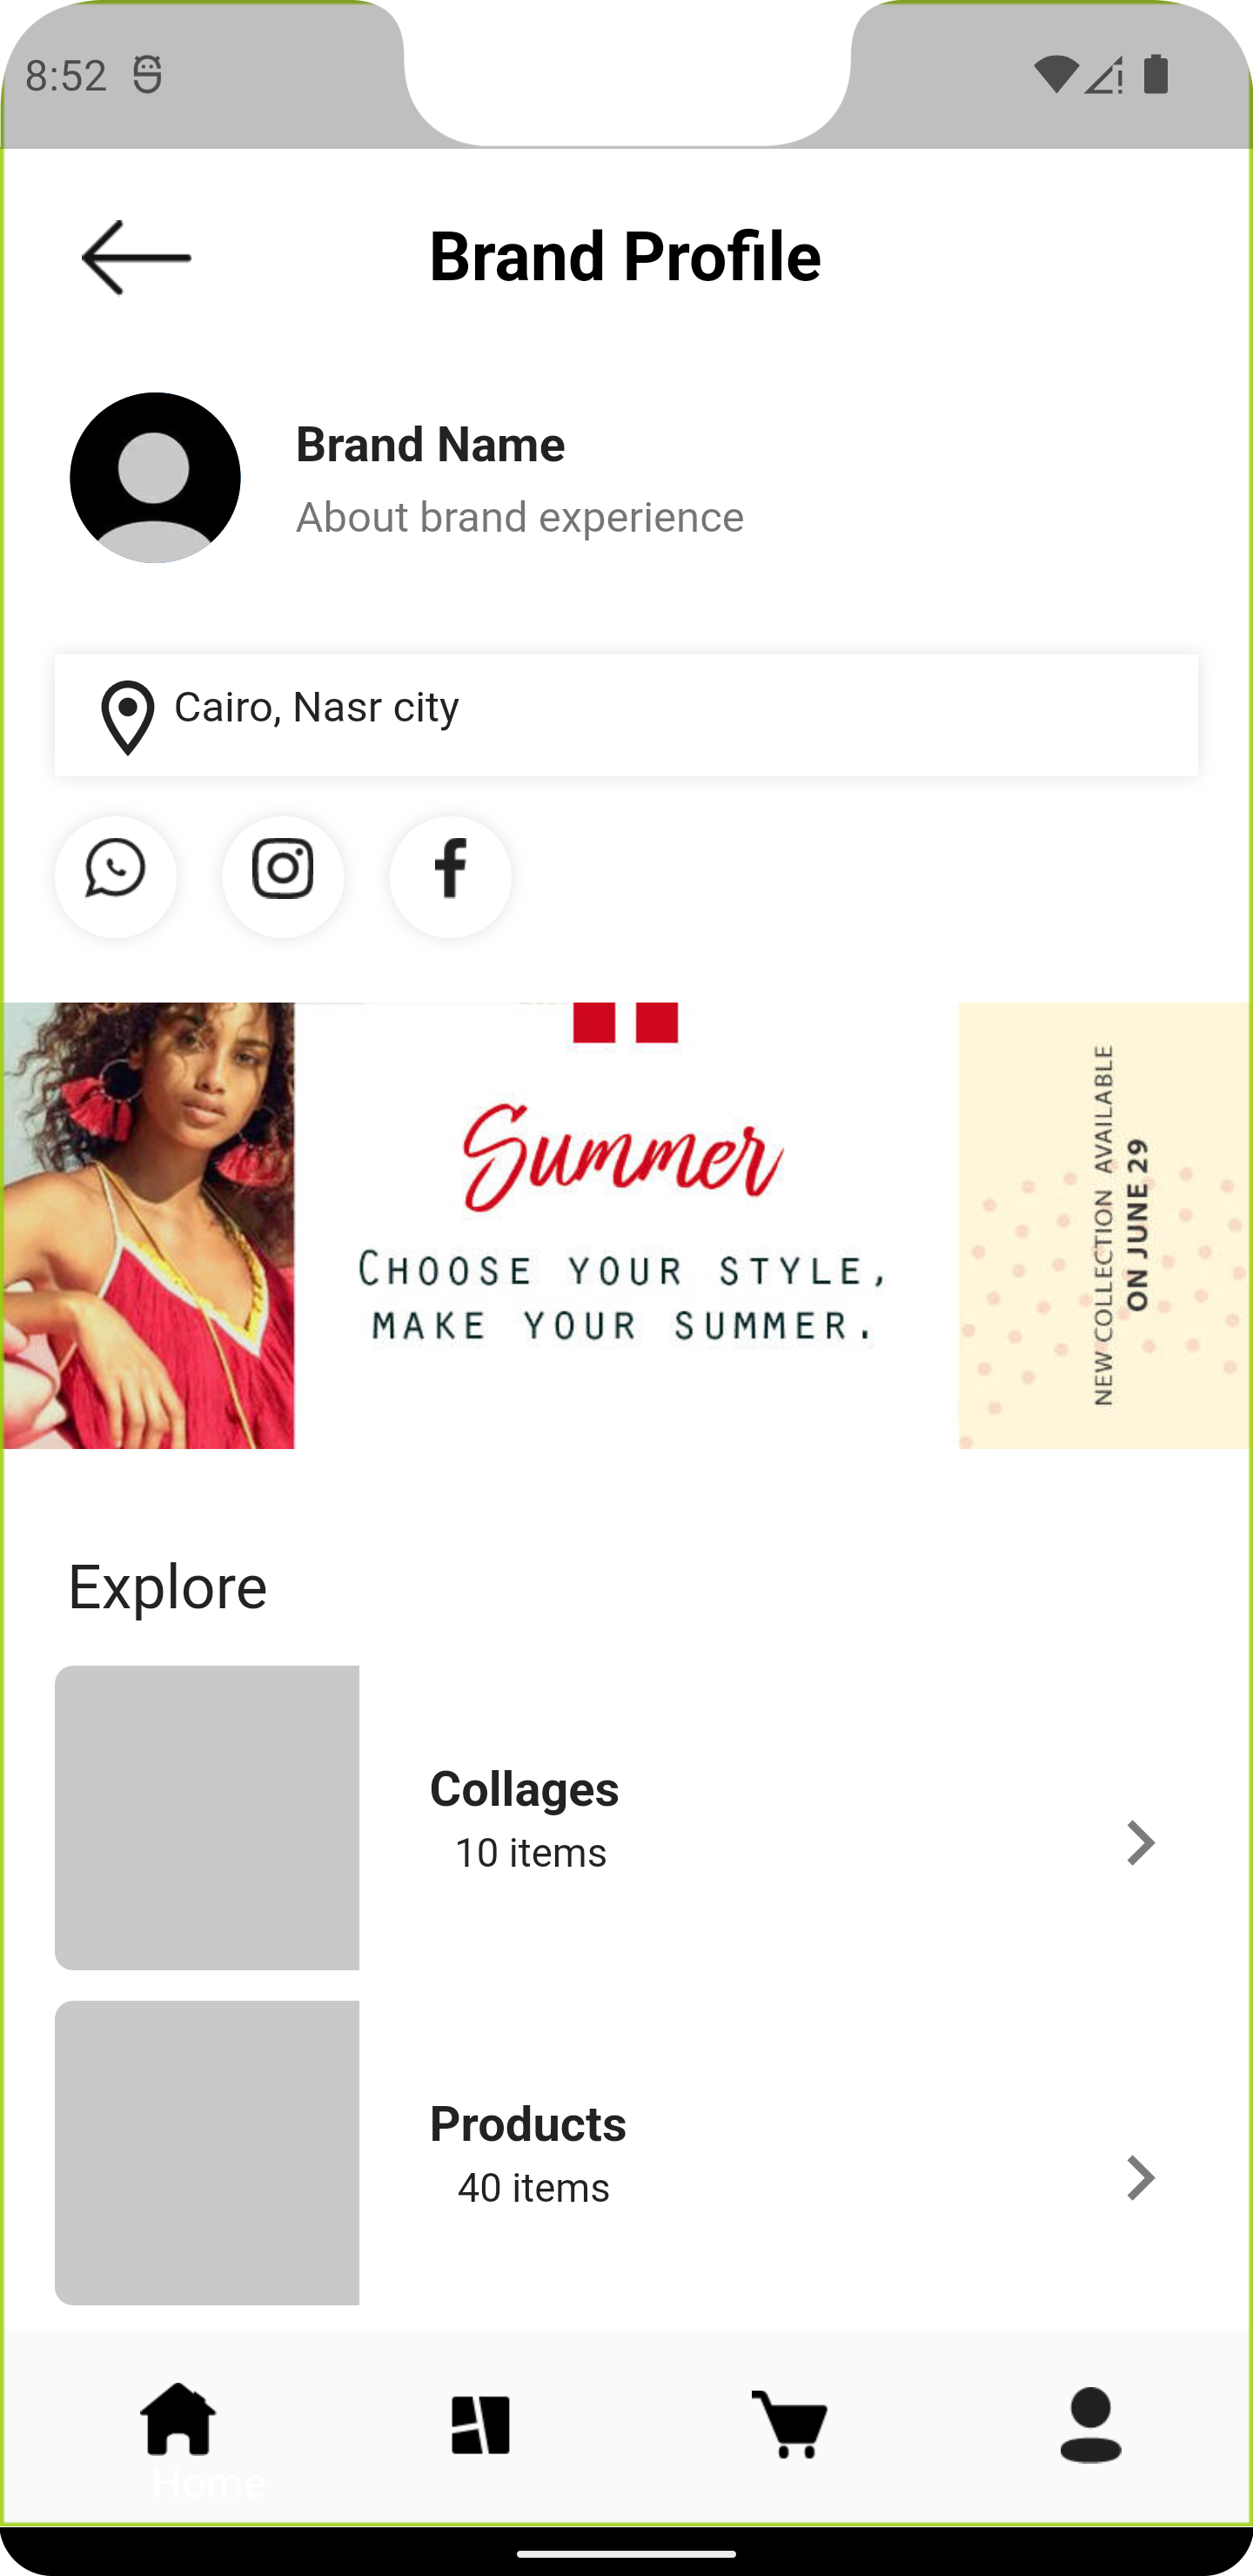 8:52
Brand Profile
Brand Name
About brand experience
Cairo, Nasr city
Summer
CHOOSE YOUR STYLE,
MAKE YOUR SUMMER.
NEW COLLECTION AVAILABLE
ON JUNE 29
Explore
Collages
10 items
Products
40 items
Home